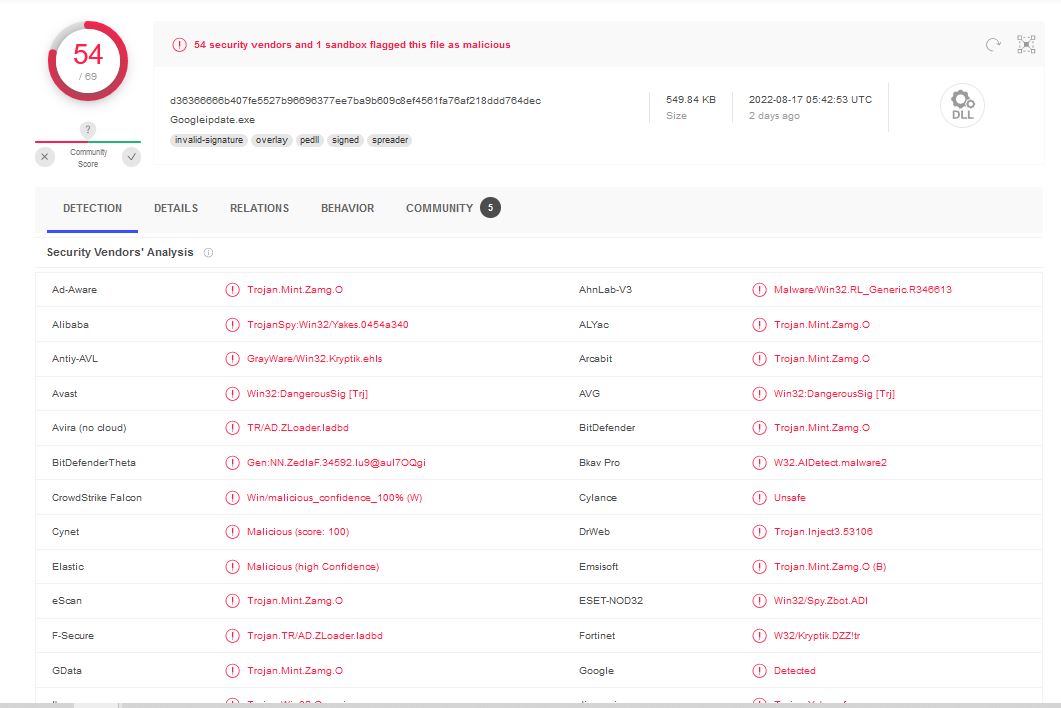 54
/ 69
?
Community
Score
54 security vendors and 1 sandbox flagged this file as malicious
d36366666b407fe5527b96696377ee7ba9b609c8ef4561fa76af218ddd764dec
Googleipdate.exe
invalid-signature overlay pedll signed spreader
549.84 KB
Size
2022-08-17 05:42:53 UTC
2 days ago
DLL
DETECTION DETAILS RELATIONS BEHAVIOR COMMUNITY 5
Security Vendors' Analysis
Ad-Aware Trojan.Mint.Zamg.O AhnLab-V3 Malware/Win32.RL_Generic.R346613
Alibaba TrojanSpy:Win32/Yakes.0454a340 ALYac Trojan.Mint.Zamg.O
Antiy-AVL GrayWare/Win32.Kryptik.ehls Arcabit Trojan.Mint.Zamg.O
Avast Win32:DangerousSig [Trj] AVG Win32:DangerousSig [Trj]
Avira (no cloud) TR/AD.ZLoader.ladbd BitDefender Trojan.Mint.Zamg.O
BitDefenderTheta Gen:NN.ZedlaF.34592.Iu9@aul7OQgi Bkav Pro W32.AIDetect.malware2
CrowdStrike Falcon Win/malicious_confidence_100% (W) Cylance Unsafe
Cynet Malicious (score: 100) DrWeb Trojan.Inject3.53106
Elastic Malicious (high Confidence) Emsisoft Trojan.Mint.Zamg.O (B)
eScan Trojan.Mint.Zamg.O ESET-NOD32 Win32/Spy.Zbot.ADI
F-Secure Trojan.TR/AD.ZLoader.ladbd Fortinet W32/Kryptik.DZZ!tr
GData Trojan.Mint.Zamg.O Google Detected